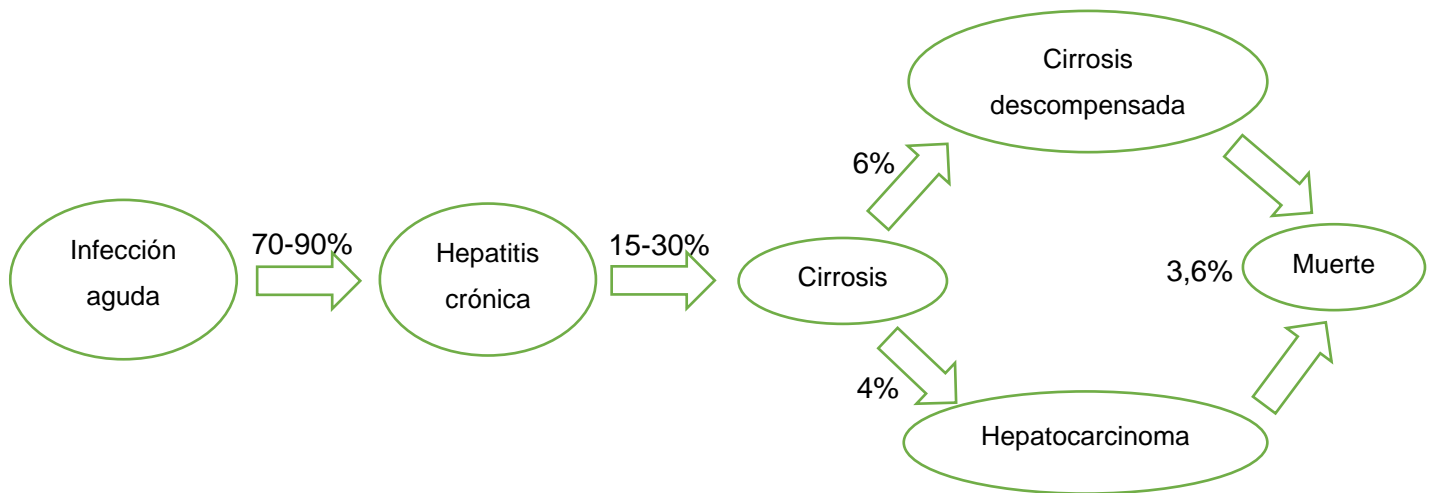 Infección
aguda
70-90%
Hepatitis
crónica
15-30%
Cirrosis
6%
Cirrosis
descompensada
4%
Hepatocarcinoma
3,6%
Muerte